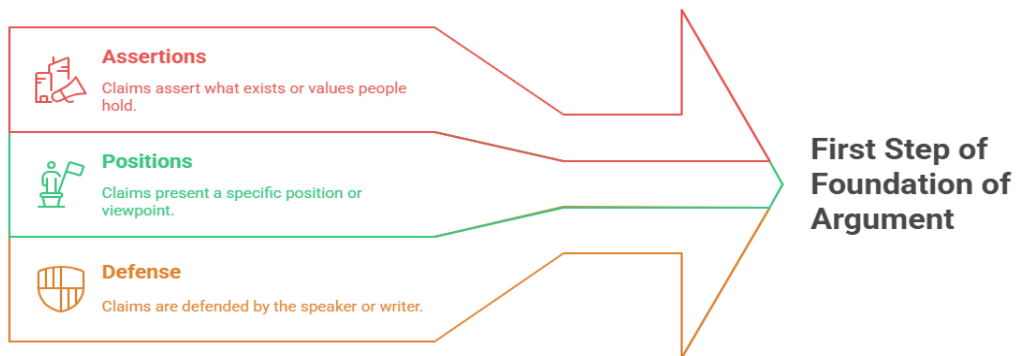 Assertions
Claims assert what exists or values people
hold.
Positions
Claims present a specific position or
viewpoint.
Defense
Claims are defended by the speaker or writer.
First Step of
Foundation of
Argument